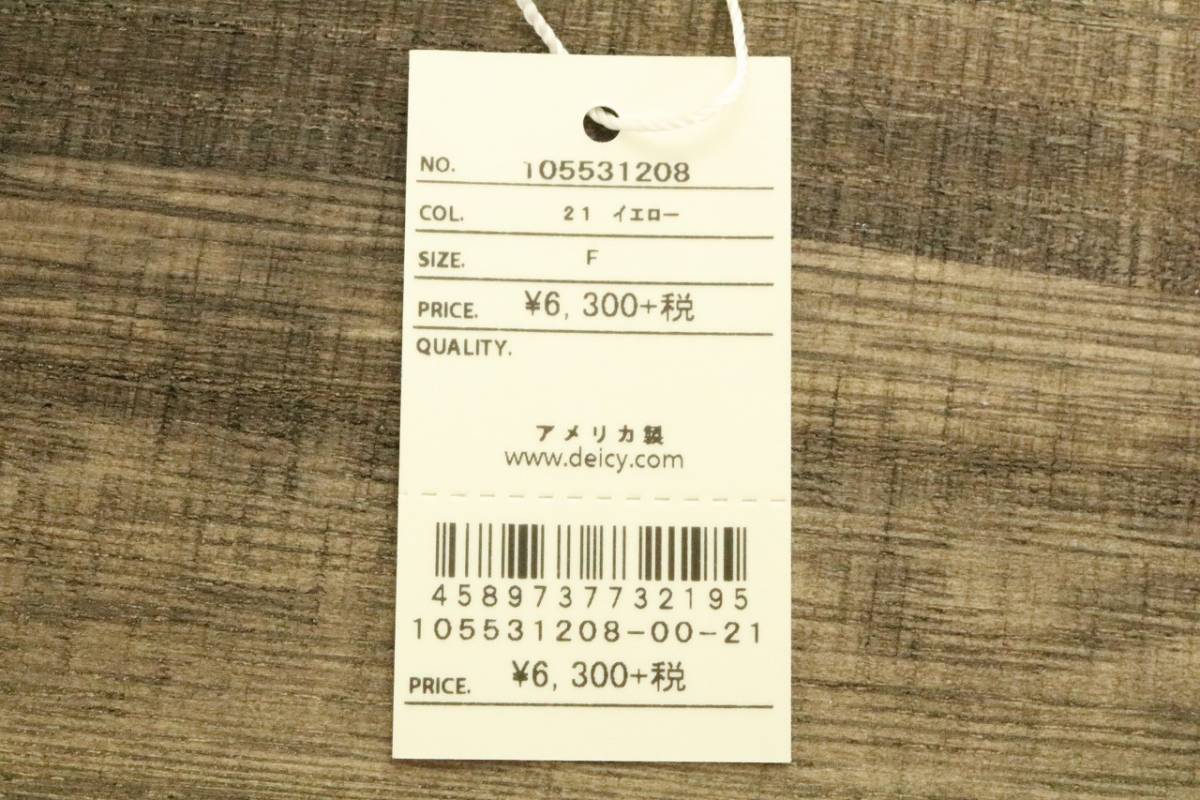 NO. 105531208
COL. 21 イエロー
SIZE. F
PRICE. ¥6, 300+税
QUALITY.
アメリカ製
www.deicy.com
4589737732195
105531208-00-21
PRICE. ¥6, 300+税